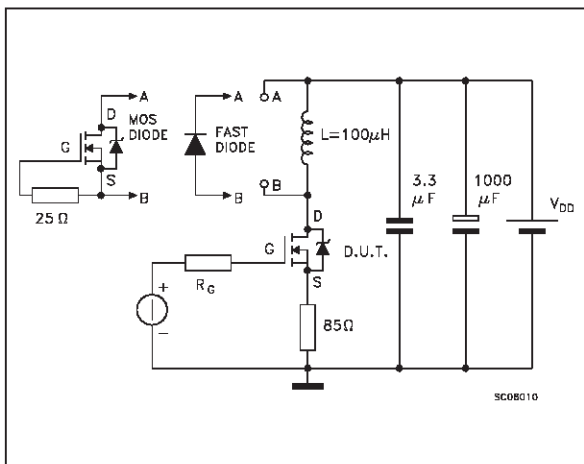 A
D
MOS
DIODE
G
S
B
25 Ω
A
FAST
DIODE
B
A
L=100μH
B
D
G
D.U.T.
S
RG
+
−
85Ω
3.3
μF
1000
μF
VDD
SC08010